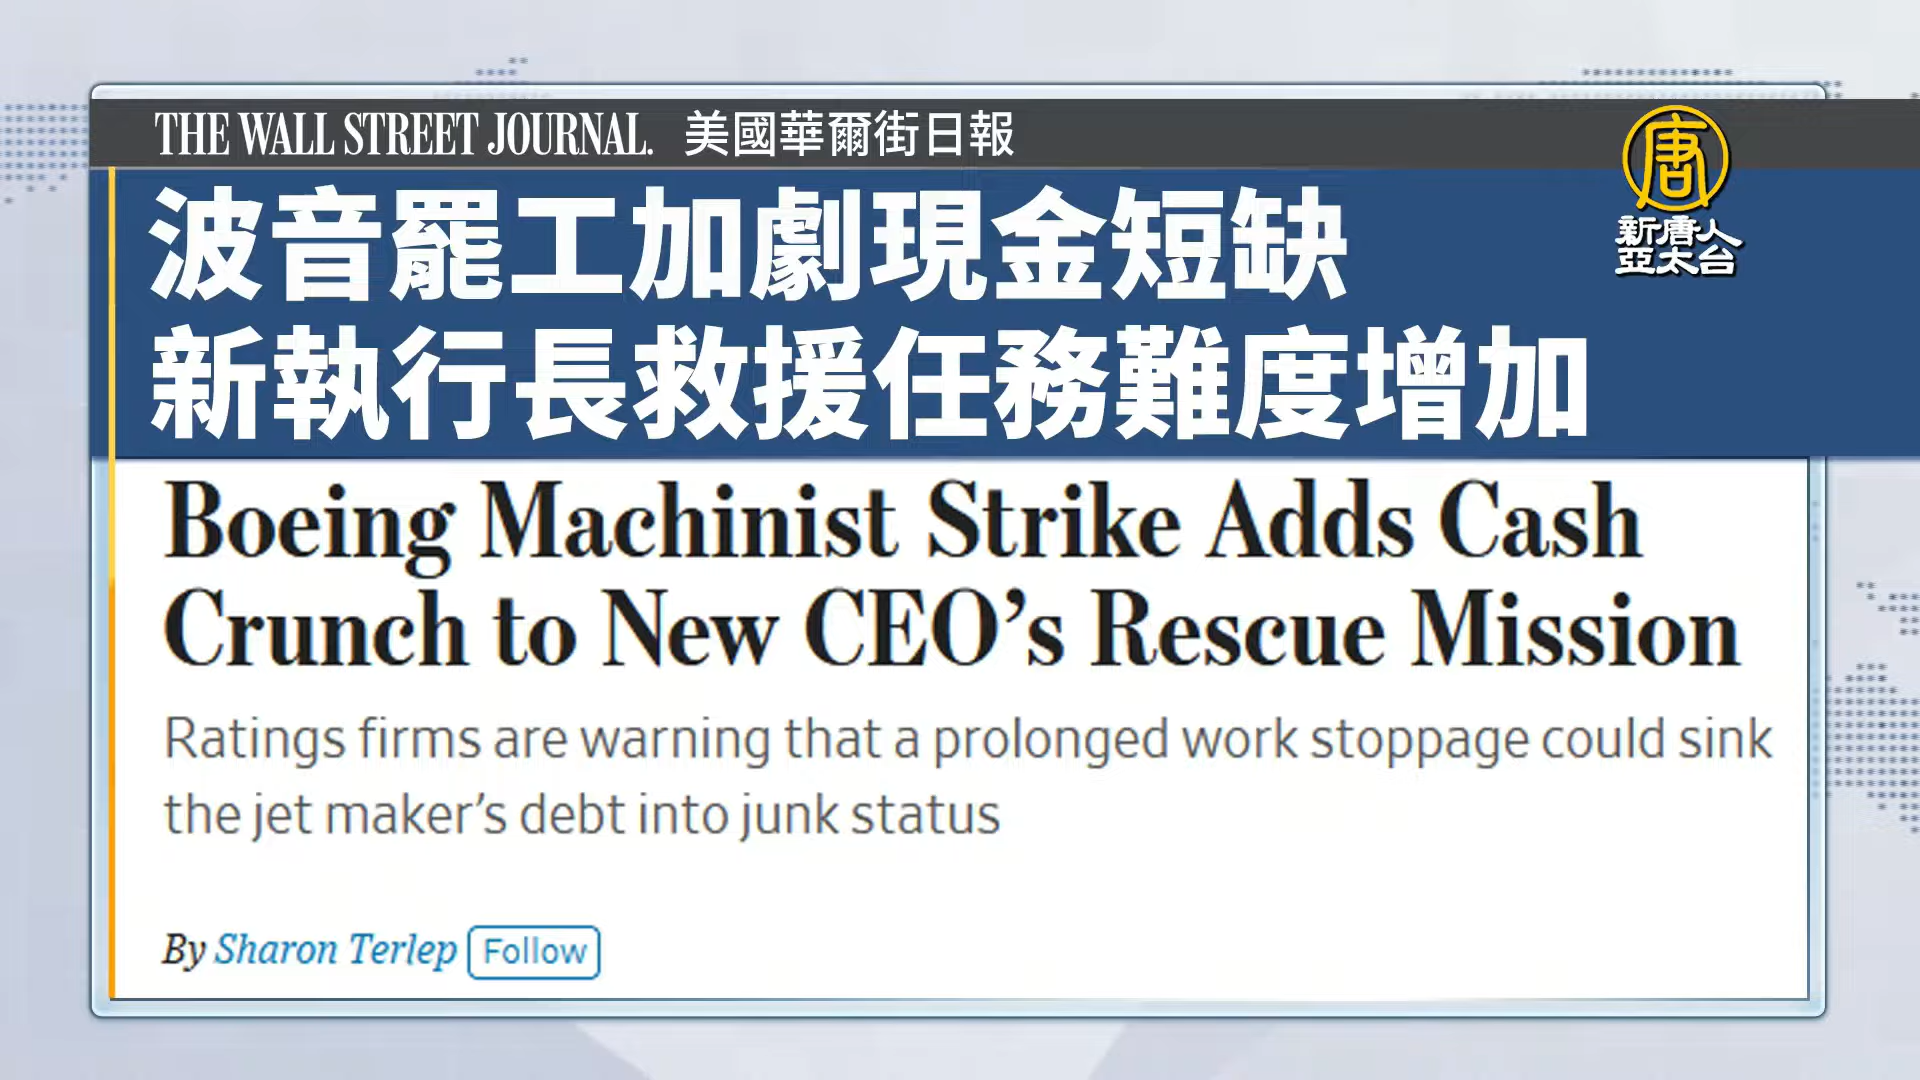 THE WALL STREET JOURNAL. 美國華爾街日報
唐
新唐人
亞太台
波音罷工加劇現金短缺
新執行長救援任務難度增加
Boeing Machinist Strike Adds Cash
Crunch to New CEO’s Rescue Mission
Ratings firms are warning that a prolonged work stoppage could sink
the jet maker’s debt into junk status
By Sharon Terlep Follow